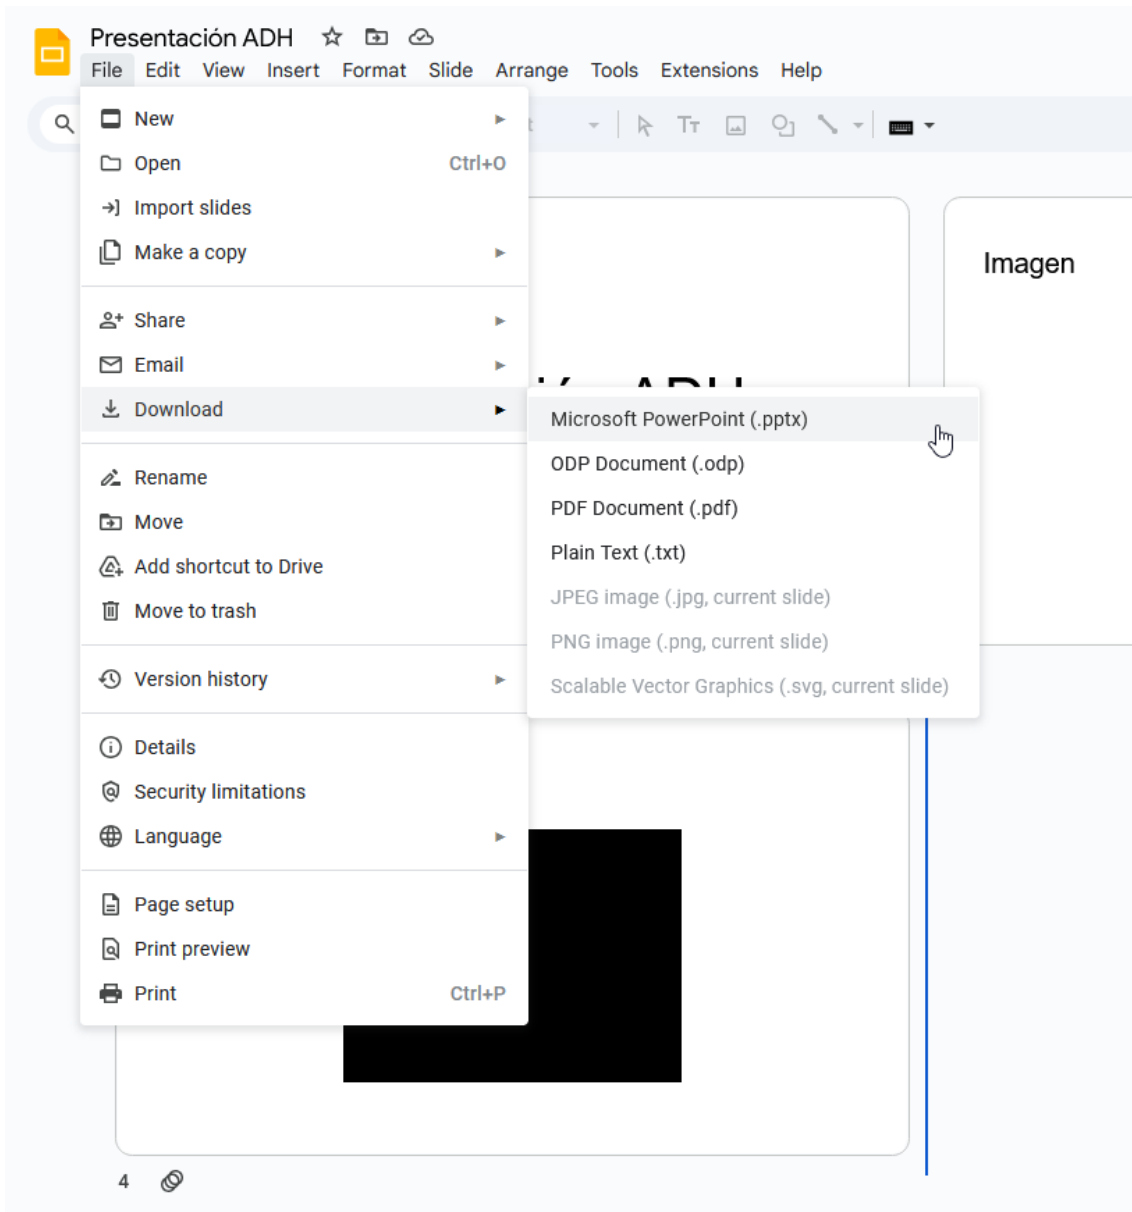 Presentación ADH
File Edit View Insert Format Slide Arrange Tools Extensions Help
New
Open Ctrl+O
Import slides
Make a copy
Share
Email
Download
Rename
Move
Add shortcut to Drive
Move to trash
Version history
Details
Security limitations
Language
Page setup
Print preview
Print Ctrl+P
Microsoft PowerPoint (.pptx)
ODP Document (.odp)
PDF Document (.pdf)
Plain Text (.txt)
JPEG image (.jpg, current slide)
PNG image (.png, current slide)
Scalable Vector Graphics (.svg, current slide)
ADH
Imagen
4